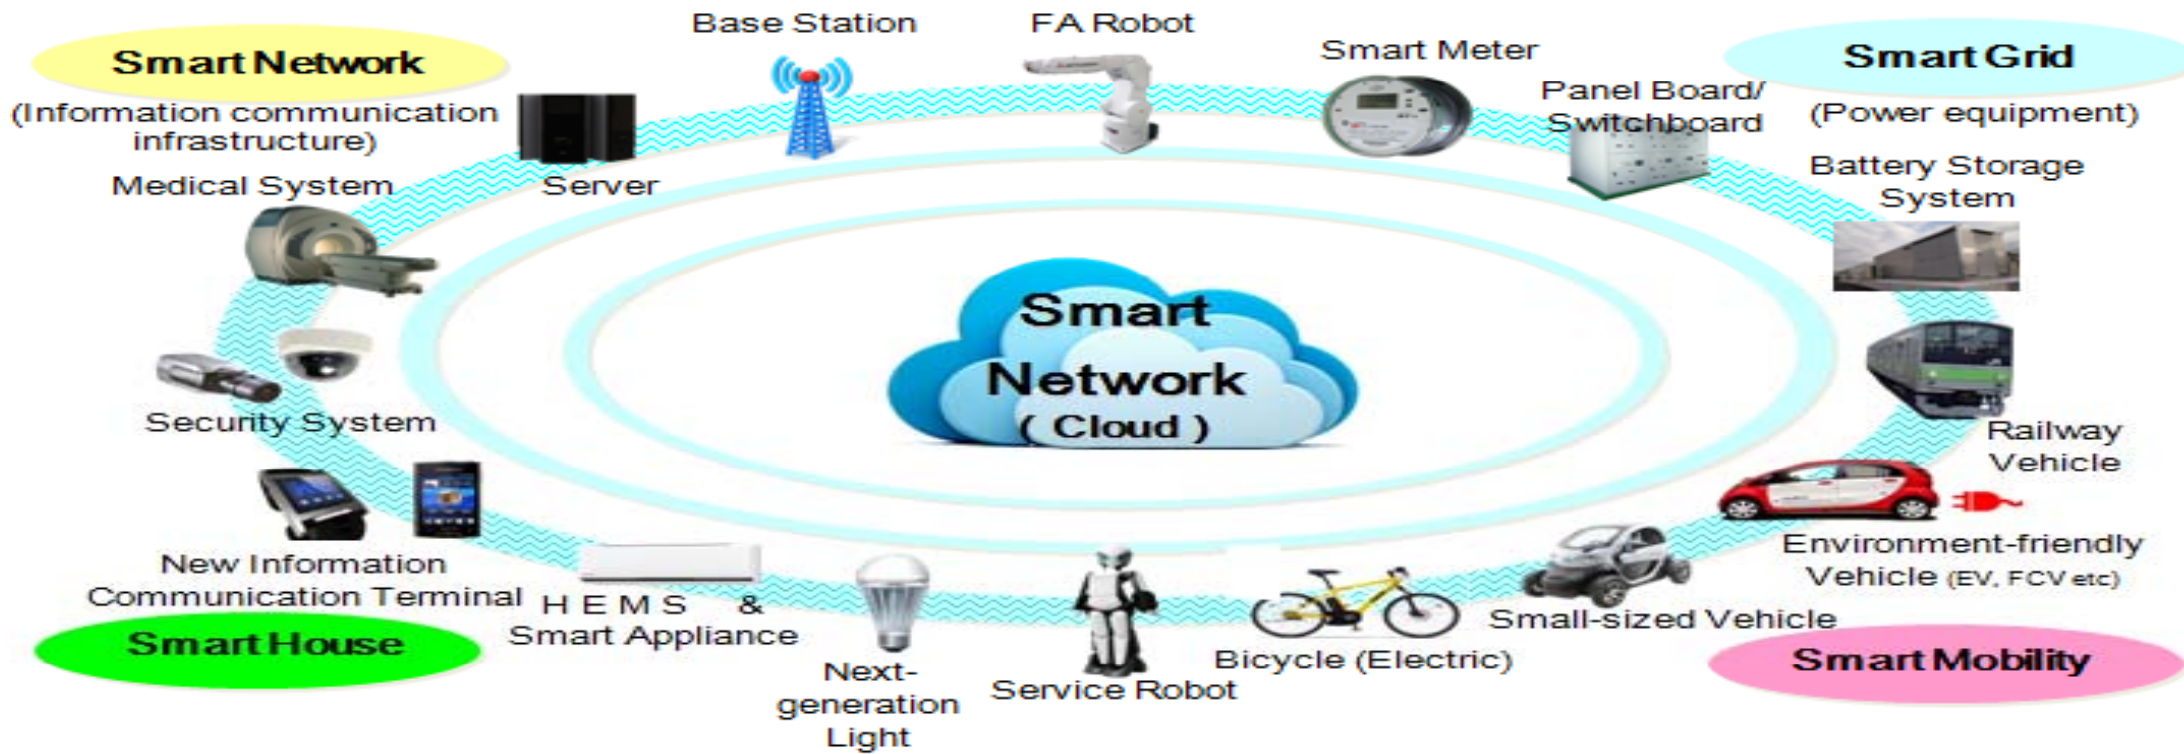 Base Station
FA Robot
Smart Meter
Smart Network
(Information communication
infrastructure)
Smart Grid
(Power equipment)
Panel Board/
Switchboard
Medical System
Server
Battery Storage
System
Smart
Network
( Cloud )
Security System
Railway
Vehicle
New Information
Communication Terminal
H E M S &
Smart Appliance
Environment-friendly
Vehicle (EV, FCV etc)
Small-sized Vehicle
Smart House
Next-
generation
Light
Service Robot
Bicycle (Electric)
Smart Mobility